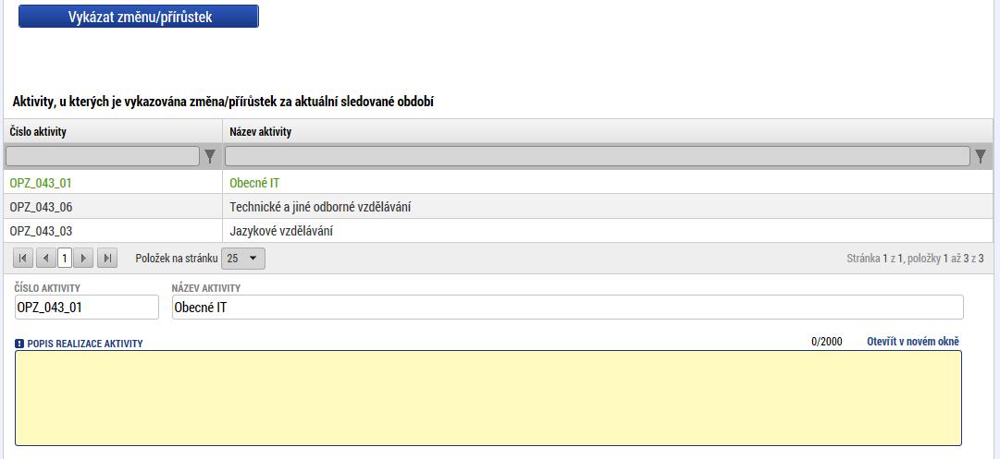 Vykázat změnu/přírůstek
Aktivity, u kterých je vykazována změna/přírůstek za aktuální sledované období
Číslo aktivity Název aktivity
OPZ_043_01 Obecné IT
OPZ_043_06 Technické a jiné odborné vzdělávání
OPZ_043_03 Jazykové vzdělávání
1 Položek na stránku 25 Stránka 1 z 1, položky 1 až 3 z 3
ČÍSLO AKTIVITY NÁZEV AKTIVITY
OPZ_043_01 Obecné IT
POPIS REALIZACE AKTIVITY 0/2000 Otevřít v novém okně